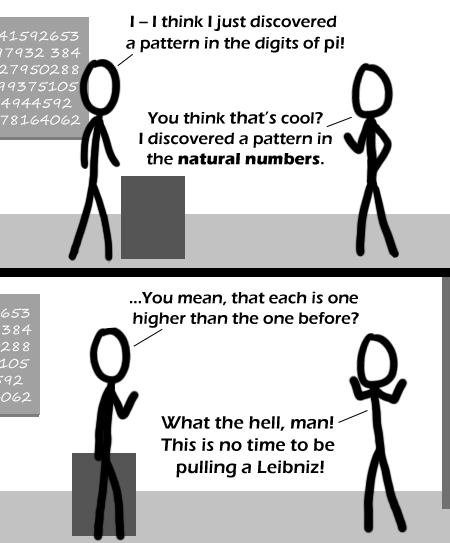 I – I think I just discovered
a pattern in the digits of pi!
41592653
97932 384
27950288
99375105
4944592
78164062
You think that's cool?
I discovered a pattern in
the natural numbers.
...You mean, that each is one
higher than the one before?
653
384
288
105
592
062
What the hell, man!
This is no time to be
pulling a Leibniz!